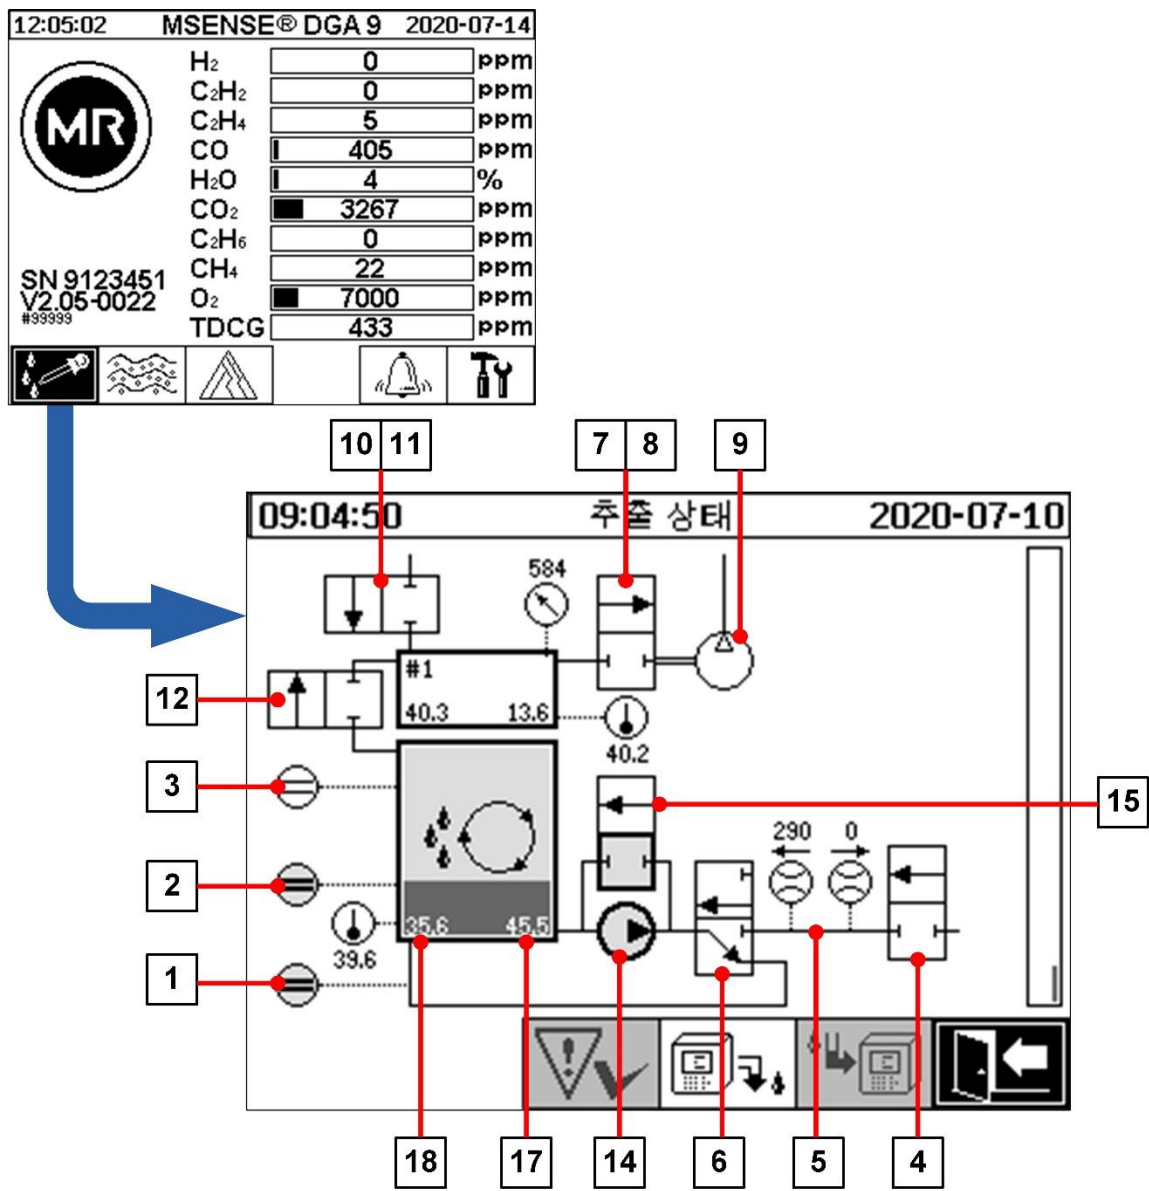 12:05:02 MSENSE® DGA 9 2020-07-14
MR
H₂ 0 ppm
C₂H₂ 0 ppm
C₂H₄ 5 ppm
CO 405 ppm
H₂O 4 %
CO₂ 3267 ppm
C₂H₆ 0 ppm
CH₄ 22 ppm
O₂ 7000 ppm
TDCG 433 ppm
SN 9123451
V2.05-0022
#99999
10 11 7 8 9
09:04:50 추출 상태 2020-07-10
584
#1
40.3 13.6
12
40.2
3
15
290 0
2
35.6 45.5
39.6
1
18 17 14 6 5 4